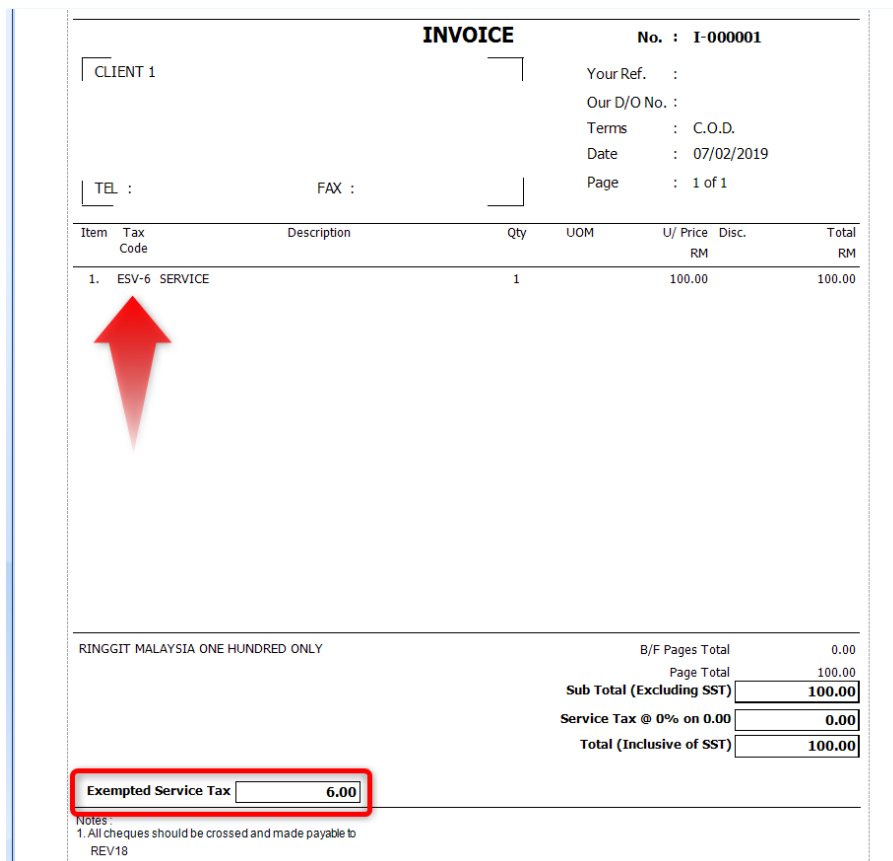 INVOICE No. : I-000001
CLIENT 1
Your Ref. :
Our D/O No. :
Terms : C.O.D.
Date : 07/02/2019
TEL : FAX :
Page : 1 of 1
Item Tax Code Description Qty UOM U/ Price RM Disc. Total RM
1. ESV-6 SERVICE 1 100.00 100.00
RINGGIT MALAYSIA ONE HUNDRED ONLY
B/F Pages Total 0.00
Page Total 100.00
Sub Total (Excluding SST) 100.00
Service Tax @ 0% on 0.00 0.00
Total (Inclusive of SST) 100.00
Exempted Service Tax 6.00
Notes :
1. All cheques should be crossed and made payable to
REV18